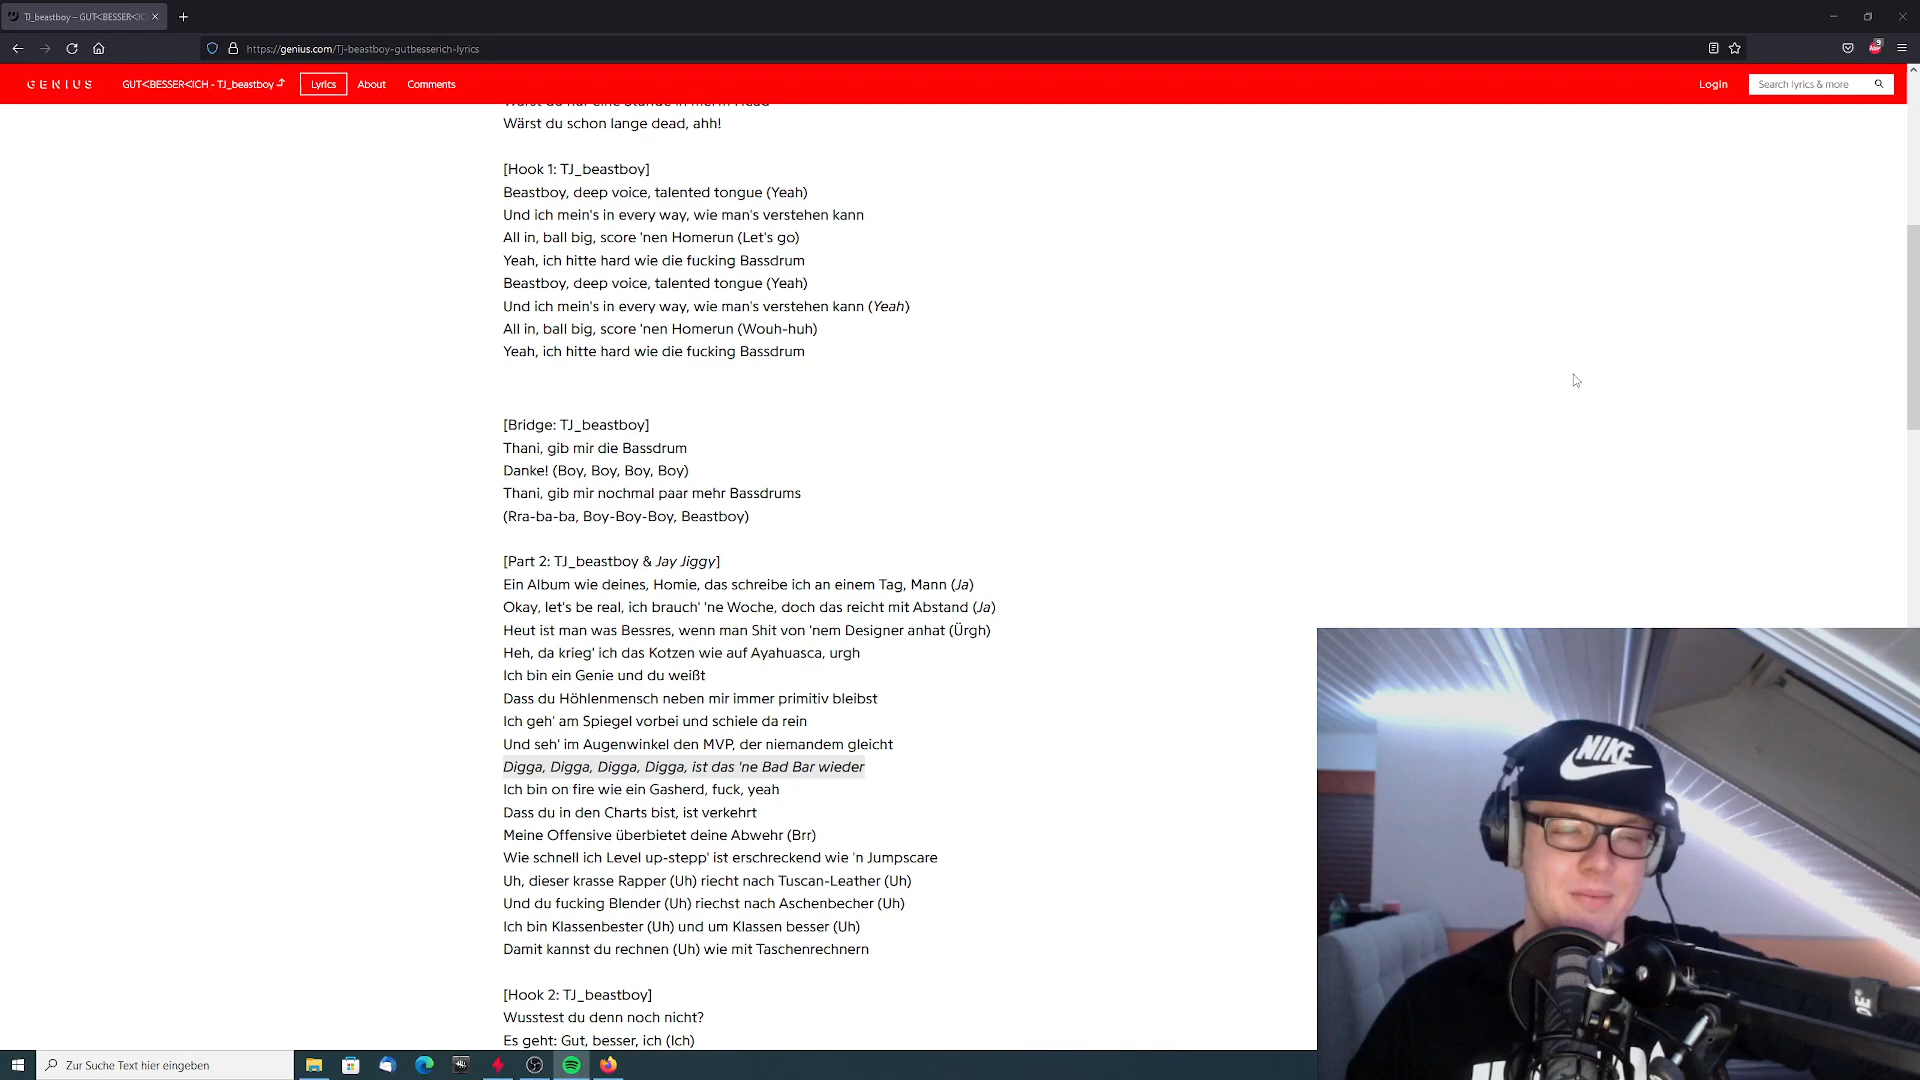 TJ_beastboy – GUT<BESSER<ICH
https://genius.com/Tj-beastboy-gutbesserich-lyrics
GENIUS
GUT<BESSER<ICH - TJ_beastboy
Lyrics
About
Comments
Login
Search lyrics & more
Wärst du schon lange dead, ahh!
[Hook 1: TJ_beastboy]
Beastboy, deep voice, talented tongue (Yeah)
Und ich mein's in every way, wie man's verstehen kann
All in, ball big, score 'nen Homerun (Let's go)
Yeah, ich hitte hard wie die fucking Bassdrum
Beastboy, deep voice, talented tongue (Yeah)
Und ich mein's in every way, wie man's verstehen kann (Yeah)
All in, ball big, score 'nen Homerun (Wouh-huh)
Yeah, ich hitte hard wie die fucking Bassdrum
[Bridge: TJ_beastboy]
Thani, gib mir die Bassdrum
Danke! (Boy, Boy, Boy, Boy)
Thani, gib mir nochmal paar mehr Bassdrums
(Rra-ba-ba, Boy-Boy-Boy, Beastboy)
[Part 2: TJ_beastboy & Jay Jiggy]
Ein Album wie deines, Homie, das schreibe ich an einem Tag, Mann (Ja)
Okay, let's be real, ich brauch' 'ne Woche, doch das reicht mit Abstand (Ja)
Heut ist man was Bessres, wenn man Shit von 'nem Designer anhat (Ürgh)
Heh, da krieg' ich das Kotzen wie auf Ayahuasca, urgh
Ich bin ein Genie und du weißt
Dass du Höhlenmensch neben mir immer primitiv bleibst
Ich geh' am Spiegel vorbei und schiele da rein
Und seh' im Augenwinkel den MVP, der niemandem gleicht
Digga, Digga, Digga, Digga, ist das 'ne Bad Bar wieder
Ich bin on fire wie ein Gasherd, fuck, yeah
Dass du in den Charts bist, ist verkehrt
Meine Offensive überbietet deine Abwehr (Brr)
Wie schnell ich Level up-stepp' ist erschreckend wie 'n Jumpscare
Uh, dieser krasse Rapper (Uh) riecht nach Tuscan-Leather (Uh)
Und du fucking Blender (Uh) riechst nach Aschenbecher (Uh)
Ich bin Klassenbester (Uh) und um Klassen besser (Uh)
Damit kannst du rechnen (Uh) wie mit Taschenrechnern
[Hook 2: TJ_beastboy]
Wusstest du denn noch nicht?
Es geht: Gut, besser, ich (Ich)
NIKE
Zur Suche Text hier eingeben